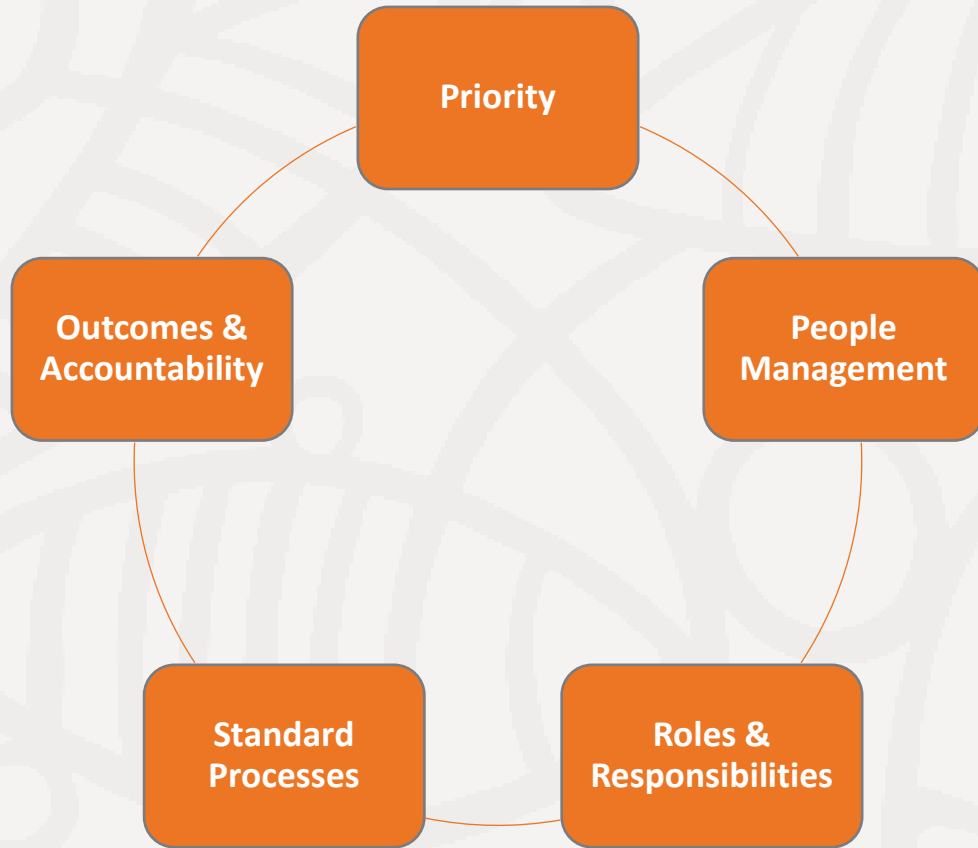 Priority
People
Management
Roles &
Responsibilities
Standard
Processes
Outcomes &
Accountability